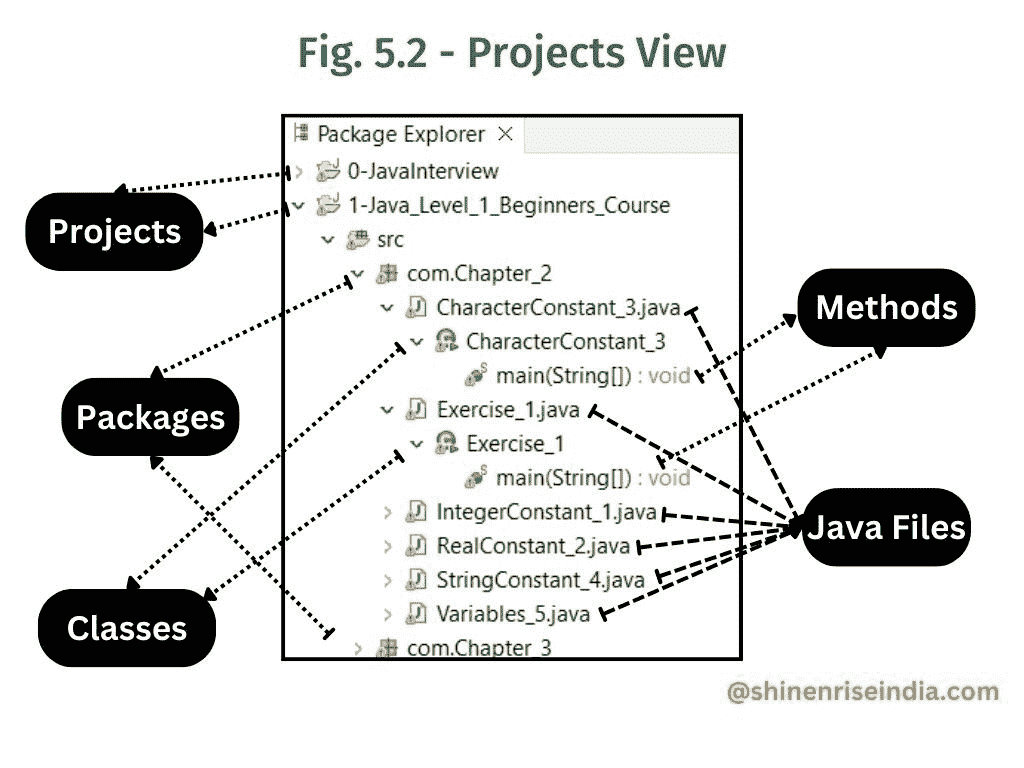 Fig. 5.2 - Projects View
Package Explorer
0-JavaInterview
1-Java_Level_1_Beginners_Course
src
com.Chapter_2
CharacterConstant_3.java
CharacterConstant_3
main(String[]) : void
Exercise_1.java
Exercise_1
main(String[]) : void
IntegerConstant_1.java
RealConstant_2.java
StringConstant_4.java
Variables_5.java
com.Chapter_3
Projects
Packages
Classes
Methods
Java Files
@shinenriseindia.com